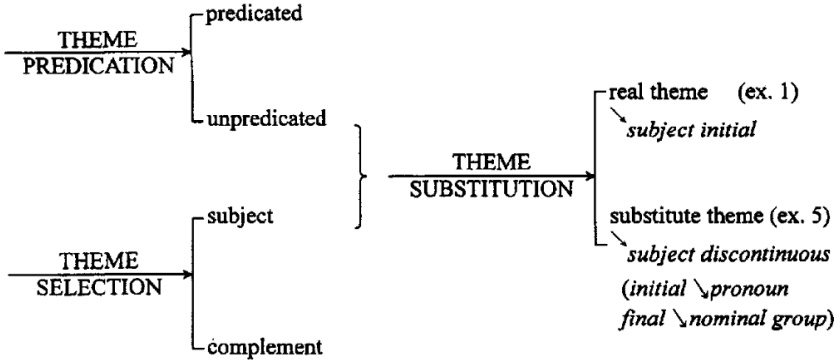 predicated
THEME
PREDICATION
unpredicated
real theme (ex. 1)
subject initial
THEME
SUBSTITUTION
subject
substitute theme (ex. 5)
subject discontinuous
THEME
SELECTION
(initial ↘pronoun
final ↘nominal group)
complement